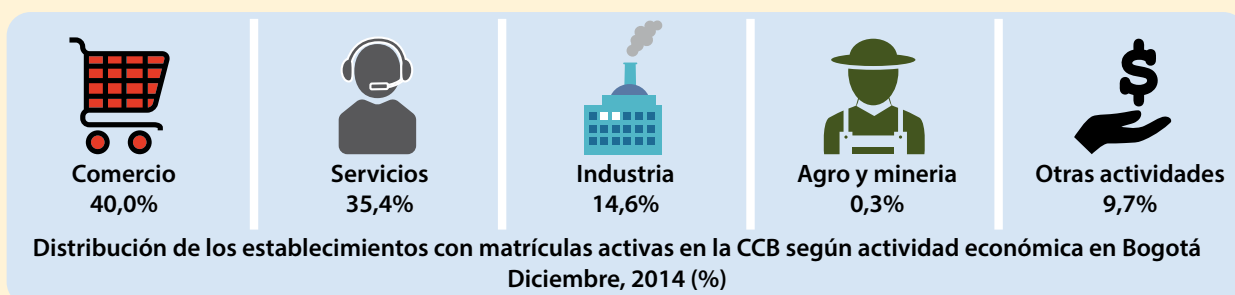 Comercio
40,0%
Servicios
35,4%
Industria
14,6%
Agro y mineria
0,3%
Otras actividades
9,7%
Distribución de los establecimientos con matrículas activas en la CCB según actividad económica en Bogotá
Diciembre, 2014 (%)